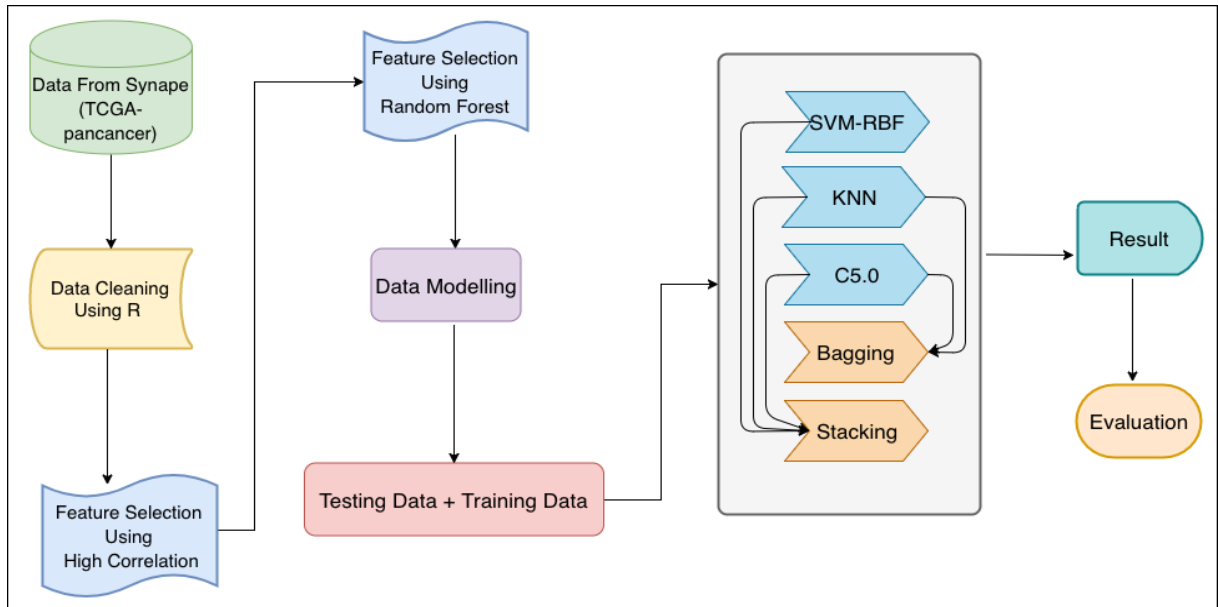 Data From Synape
(TCGA-
pancancer)
Data Cleaning
Using R
Feature Selection
Using
High Correlation
Feature Selection
Using
Random Forest
Data Modelling
Testing Data + Training Data
SVM-RBF
KNN
C5.0
Bagging
Stacking
Result
Evaluation